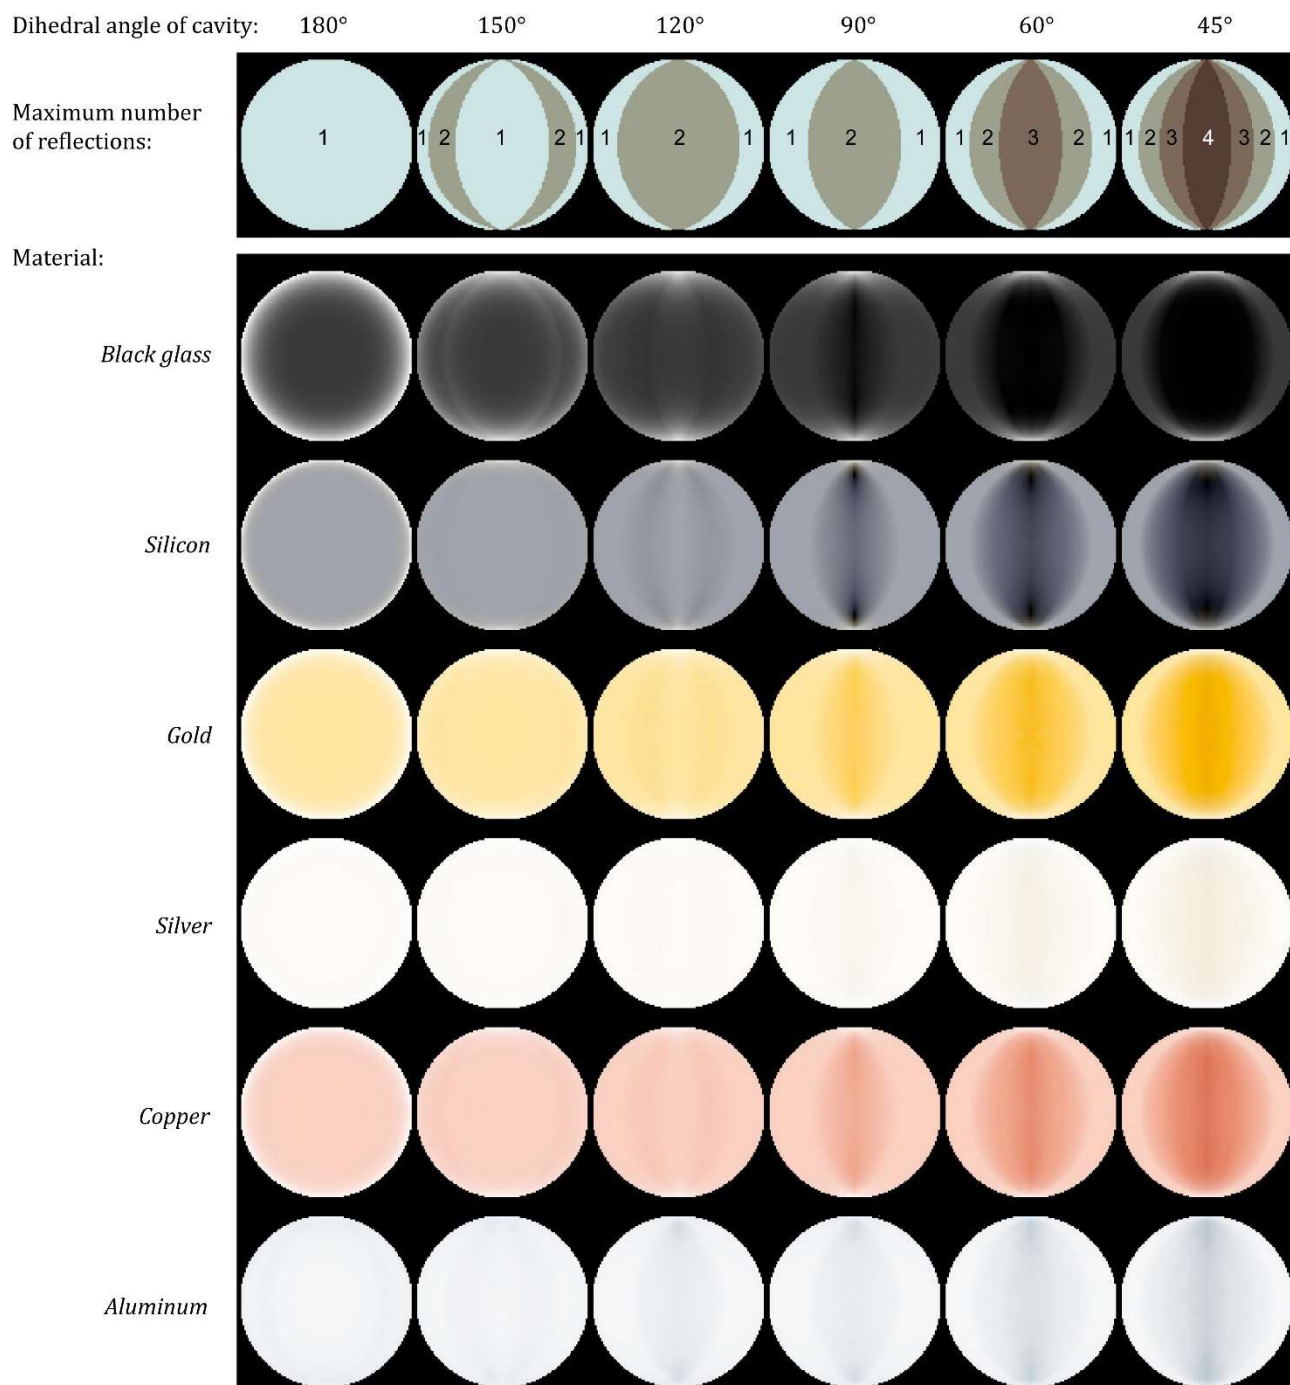 Dihedral angle of cavity: 180° 150° 120° 90° 60° 45°
Maximum number
of reflections:
1 1 2 1 2 1 1 2 1 1 2 1 1 2 3 2 1 1 2 3 4 3 2 1
Material:
Black glass
Silicon
Gold
Silver
Copper
Aluminum